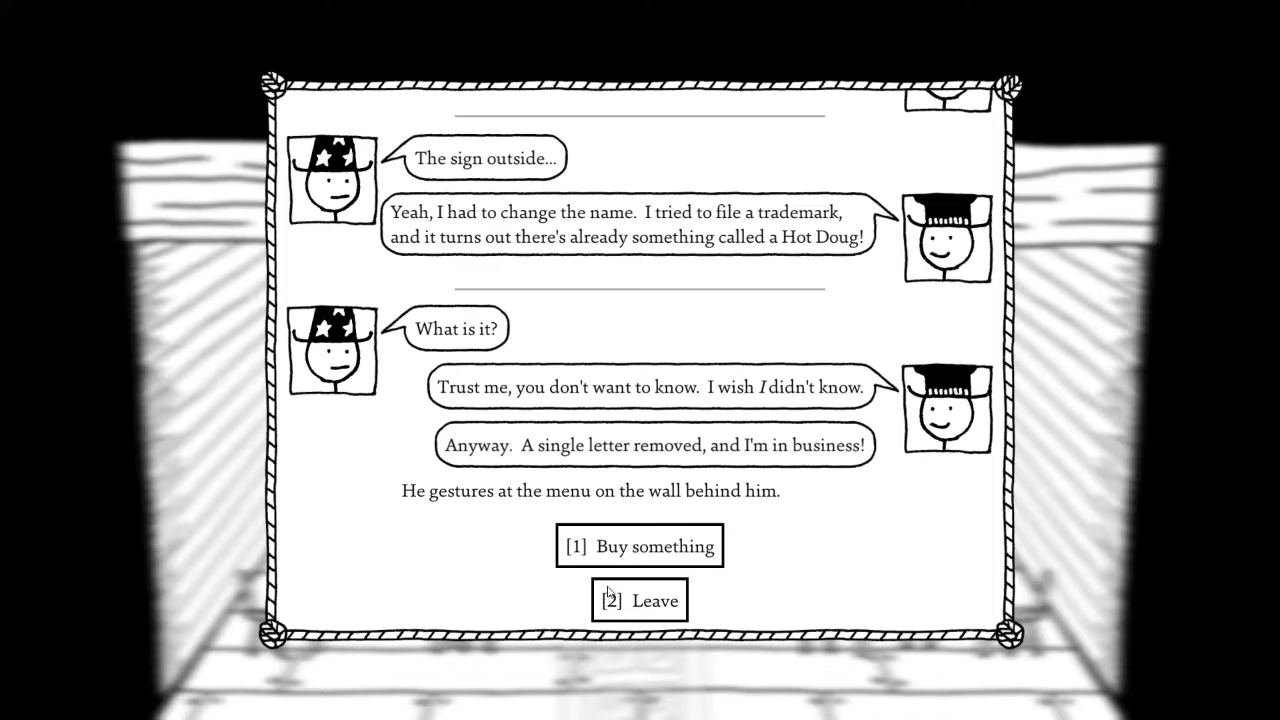 The sign outside...
Yeah, I had to change the name.  I tried to file a trademark,
and it turns out there's already something called a Hot Doug!
What is it?
Trust me, you don't want to know.  I wish I didn't know.
Anyway.  A single letter removed, and I'm in business!
He gestures at the menu on the wall behind him.
[1]  Buy something
[2]  Leave